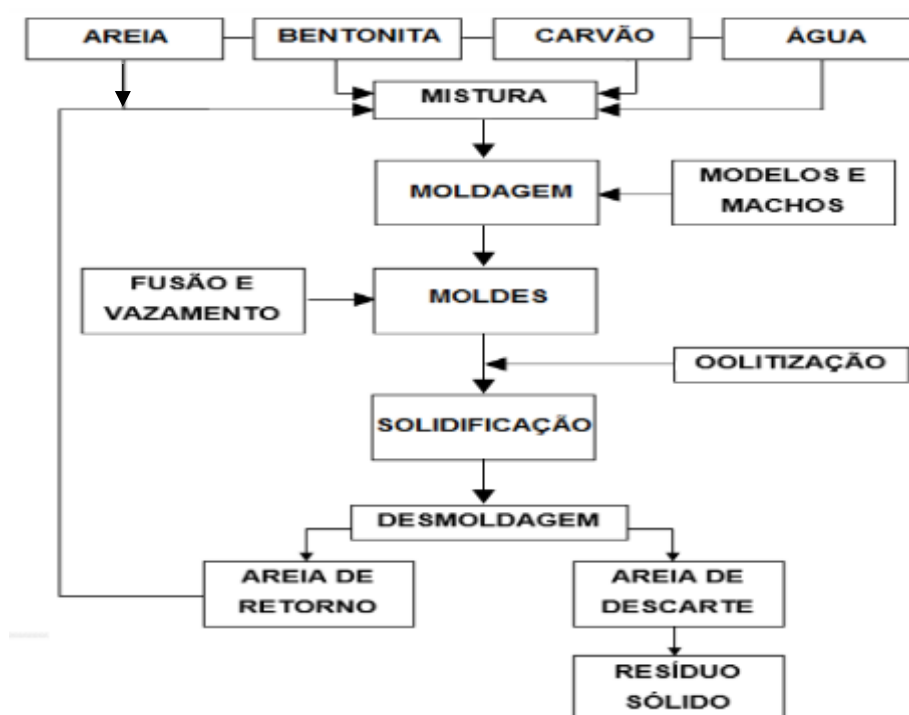 AREIA
BENTONITA
CARVÃO
ÁGUA
MISTURA
MOLDAGEM
MODELOS E
MACHOS
FUSÃO E
VAZAMENTO
MOLDES
OOLITIZAÇÃO
SOLIDIFICAÇÃO
DESMOLDAGEM
AREIA DE
RETORNO
AREIA DE
DESCARTE
RESÍDUO
SÓLIDO